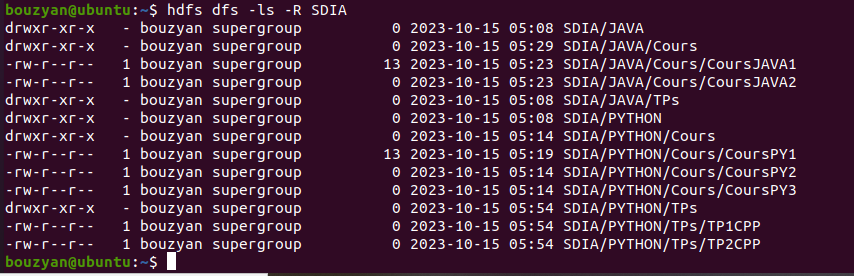 bouzyan@ubuntu:~$ hdfs dfs -ls -R SDIA
drwxr-xr-x   - bouzyan supergroup          0 2023-10-15 05:08 SDIA/JAVA
drwxr-xr-x   - bouzyan supergroup          0 2023-10-15 05:29 SDIA/JAVA/Cours
-rw-r--r--   1 bouzyan supergroup         13 2023-10-15 05:23 SDIA/JAVA/Cours/CoursJAVA1
-rw-r--r--   1 bouzyan supergroup          0 2023-10-15 05:23 SDIA/JAVA/Cours/CoursJAVA2
drwxr-xr-x   - bouzyan supergroup          0 2023-10-15 05:08 SDIA/JAVA/TPs
drwxr-xr-x   - bouzyan supergroup          0 2023-10-15 05:08 SDIA/PYTHON
drwxr-xr-x   - bouzyan supergroup          0 2023-10-15 05:14 SDIA/PYTHON/Cours
-rw-r--r--   1 bouzyan supergroup         13 2023-10-15 05:19 SDIA/PYTHON/Cours/CoursPY1
-rw-r--r--   1 bouzyan supergroup          0 2023-10-15 05:14 SDIA/PYTHON/Cours/CoursPY2
-rw-r--r--   1 bouzyan supergroup          0 2023-10-15 05:14 SDIA/PYTHON/Cours/CoursPY3
drwxr-xr-x   - bouzyan supergroup          0 2023-10-15 05:54 SDIA/PYTHON/TPs
-rw-r--r--   1 bouzyan supergroup          0 2023-10-15 05:54 SDIA/PYTHON/TPs/TP1CPP
-rw-r--r--   1 bouzyan supergroup          0 2023-10-15 05:54 SDIA/PYTHON/TPs/TP2CPP
bouzyan@ubuntu:~$